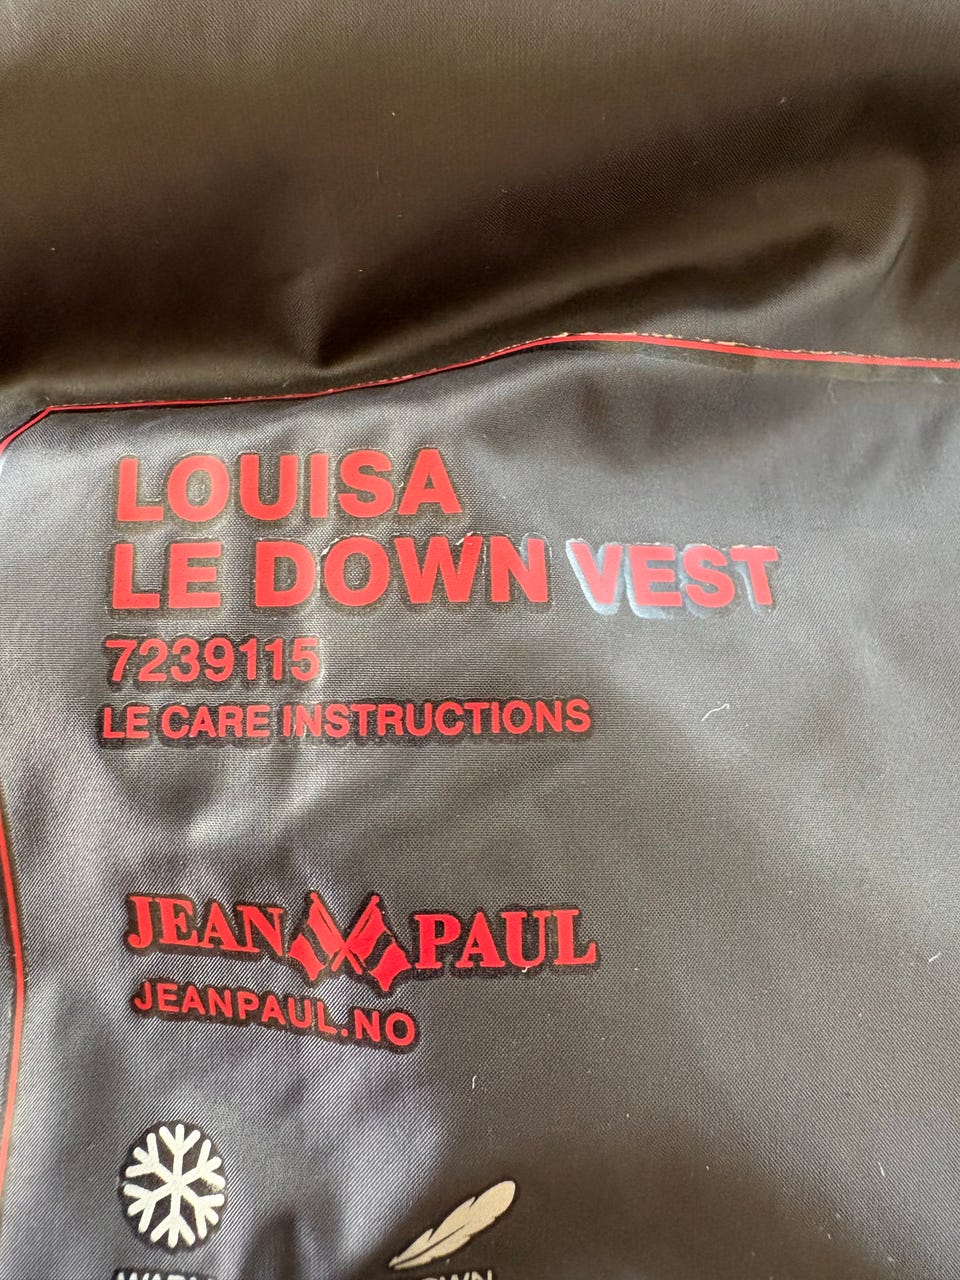 LOUISA
LE DOWN VEST
7239115
LE CARE INSTRUCTIONS
JEAN PAUL
JEANPAUL.NO